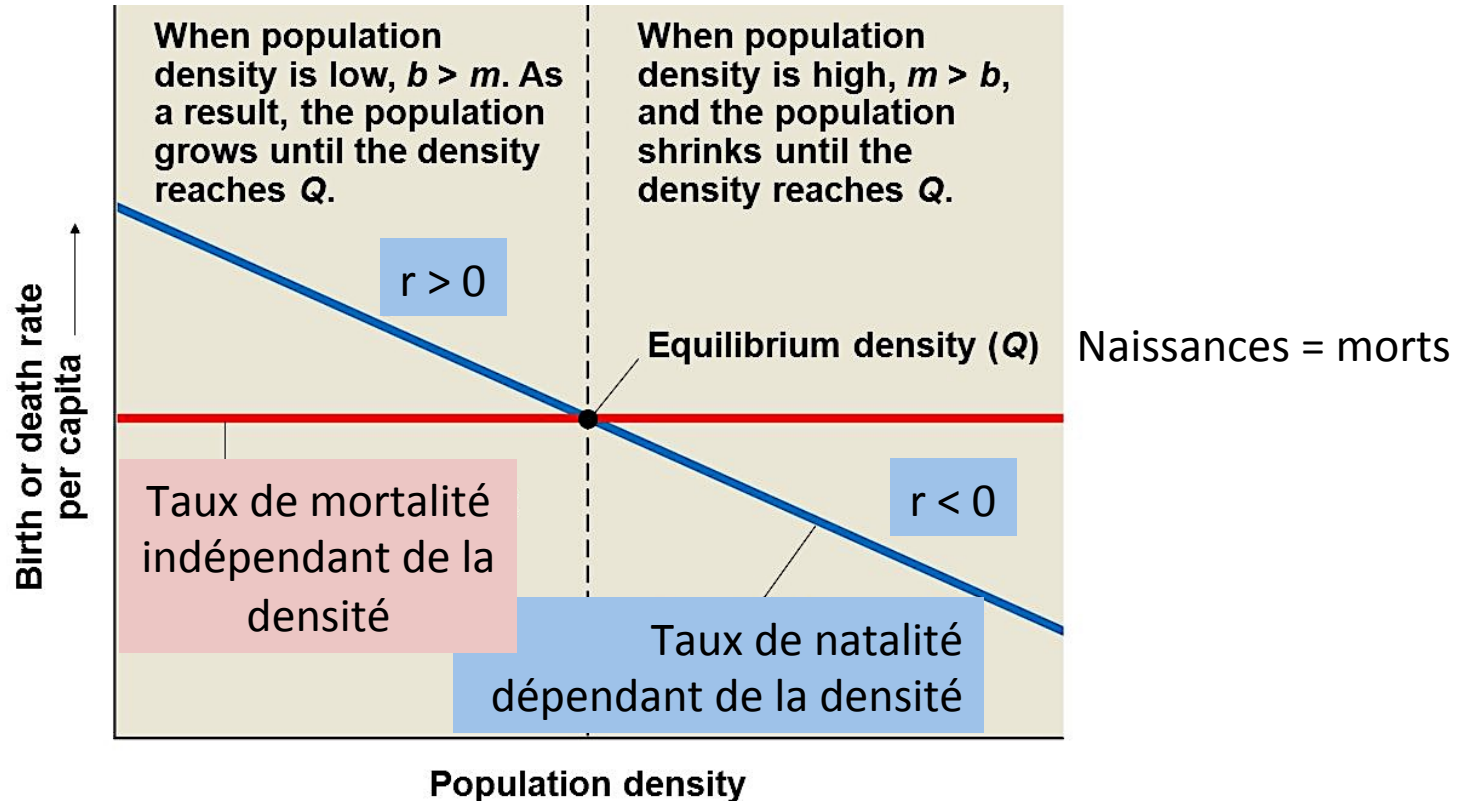 When population
density is low, b > m. As
a result, the population
grows until the density
reaches Q.
When population
density is high, m > b,
and the population
shrinks until the
density reaches Q.
r > 0
Equilibrium density (Q)
Naissances = morts
Birth or death rate
per capita
r < 0
Taux de mortalité
indépendant de la
densité
Taux de natalité
dépendant de la densité
Population density